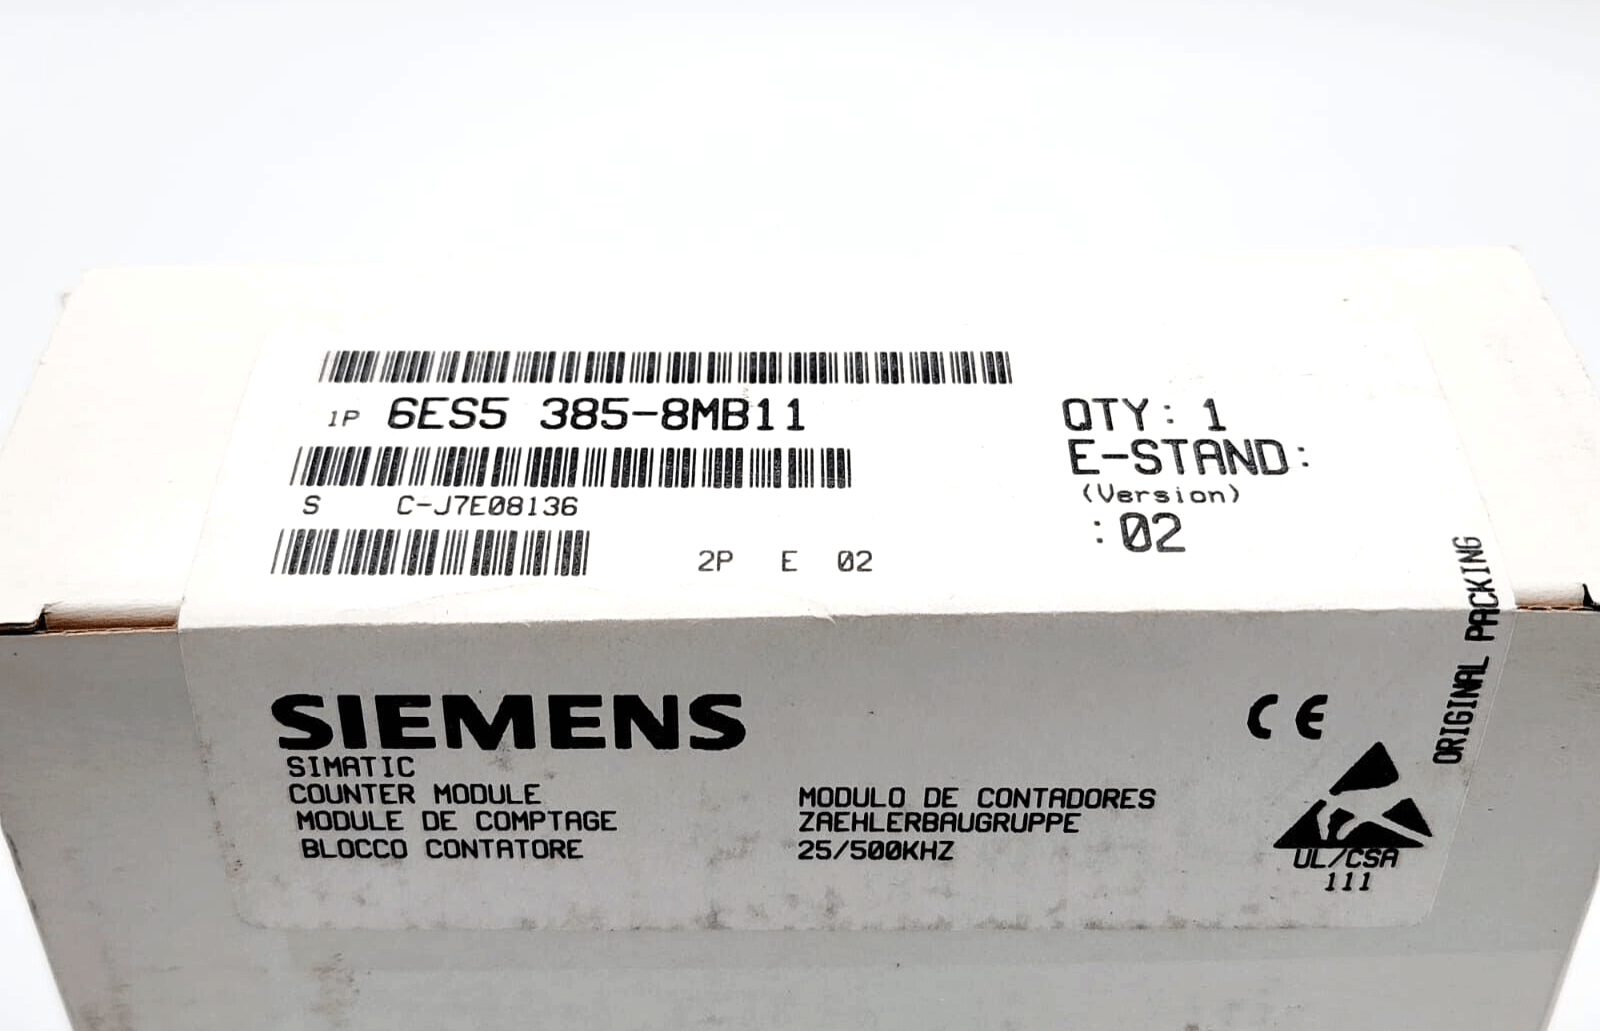 1P 6ES5 385-8MB11
S C-J7E08136
2P E 02
QTY: 1
E-STAND:
(Version)
:02
ORIGINAL PACKING
SIEMENS
SIMATIC
COUNTER MODULE
MODULE DE COMPTAGE
BLOCCO CONTATORE
MODULO DE CONTADORES
ZAEHLERBAUGRUPPE
25/500KHZ
CE
UL/CSA
111